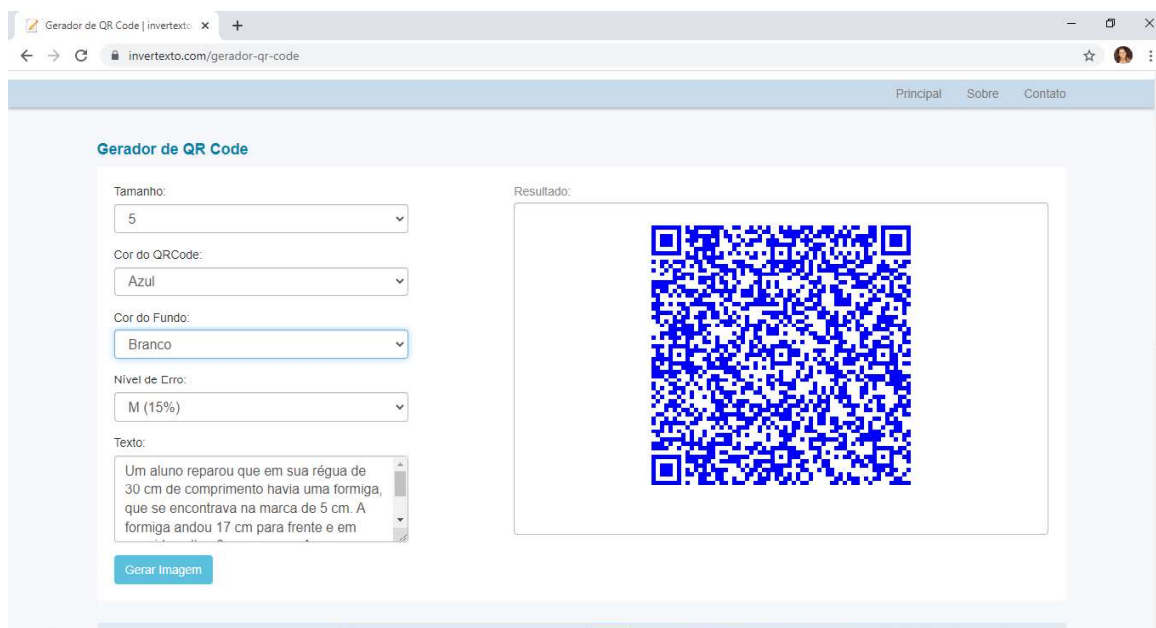 Gerador de QR Code | invertexto
invertexto.com/gerador-qr-code
Principal Sobre Contato
Gerador de QR Code
Tamanho:
5
Cor do QRCode:
Azul
Cor do Fundo:
Branco
Nível de Erro:
M (15%)
Texto:
Um aluno reparou que em sua régua de
30 cm de comprimento havia uma formiga,
que se encontrava na marca de 5 cm. A
formiga andou 17 cm para frente e em
Gerar Imagem
Resultado: